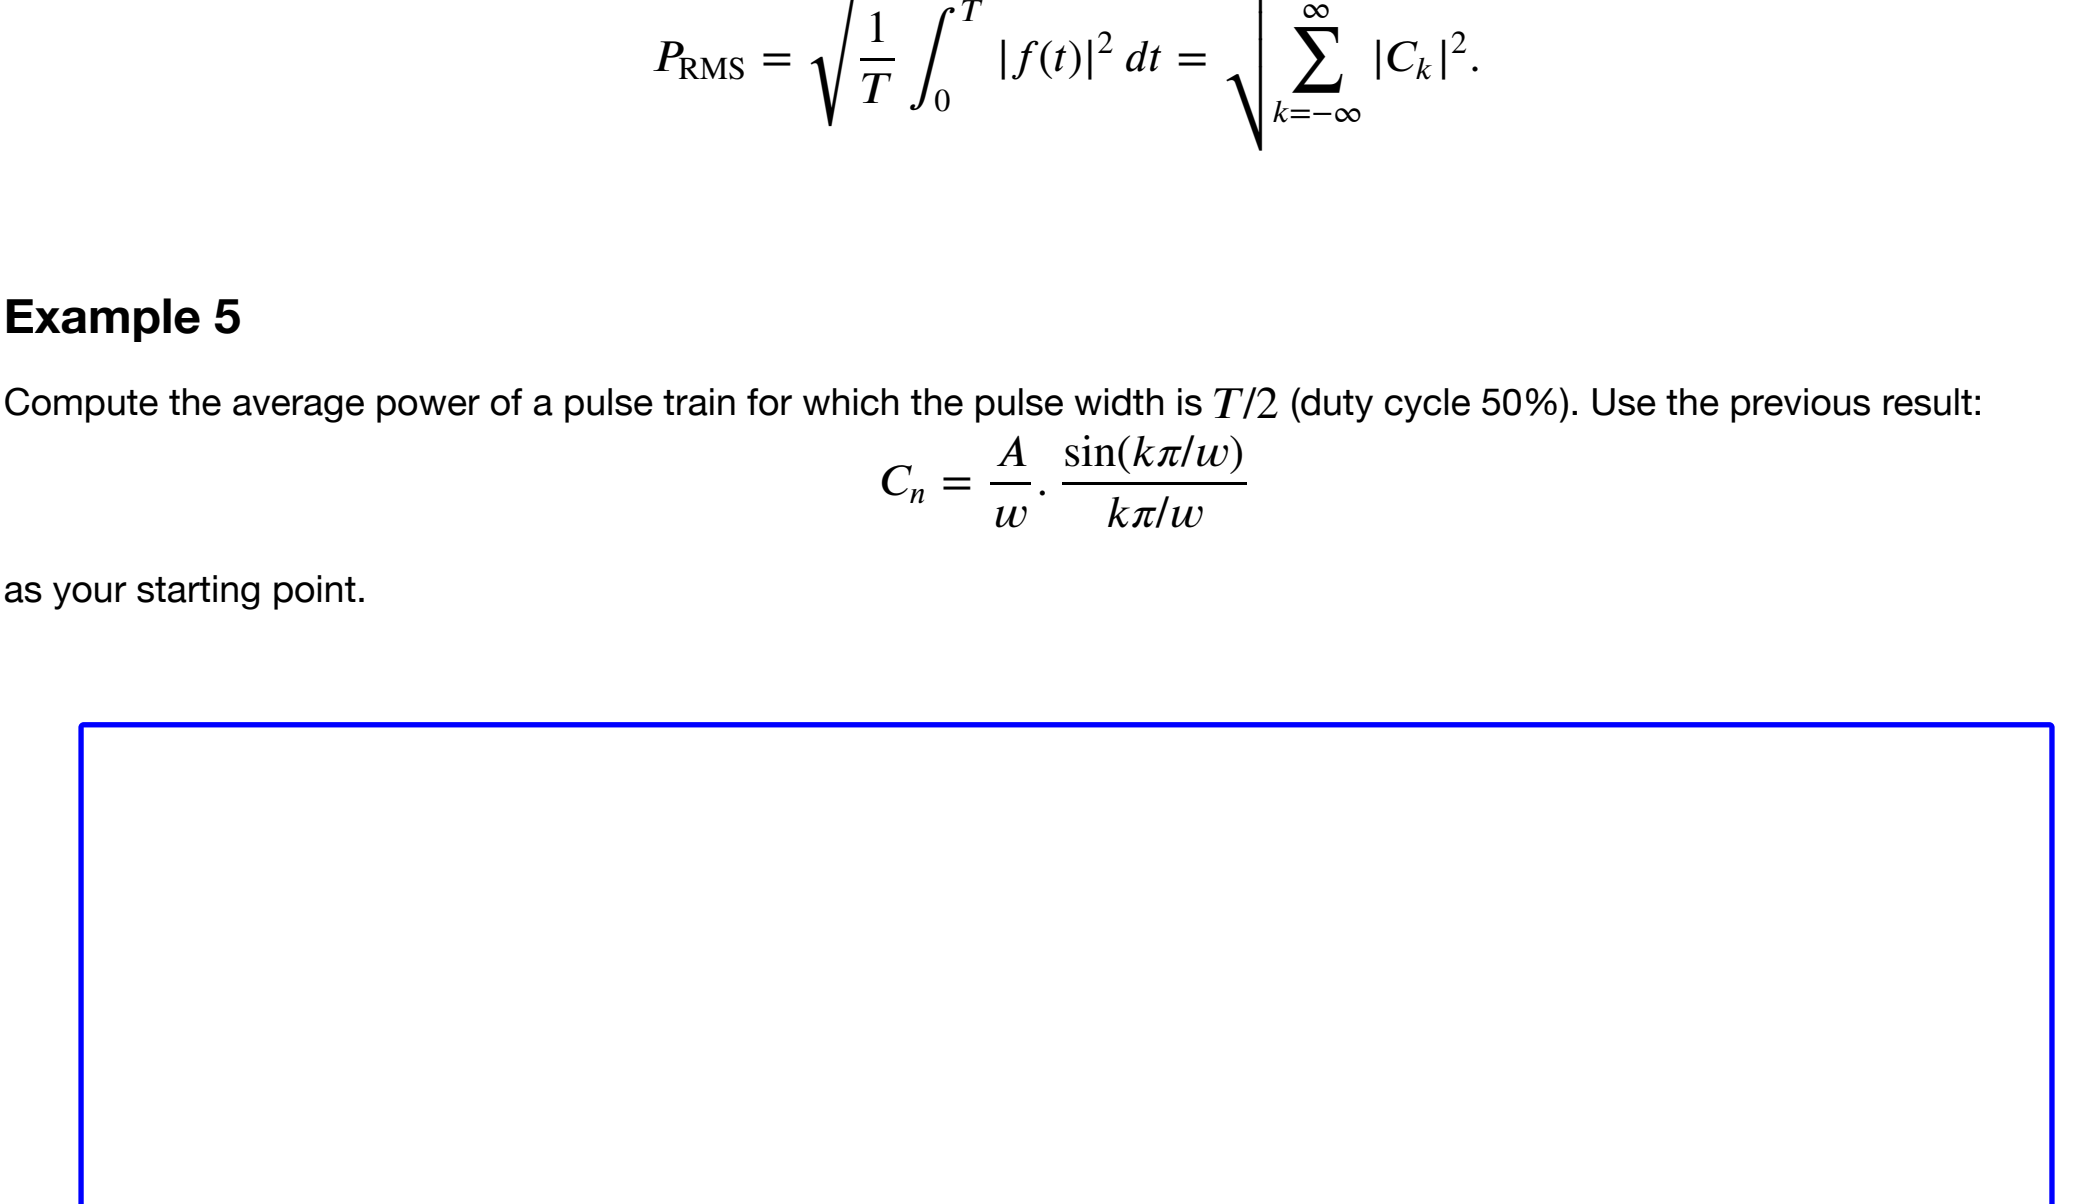 P_RMS = √(1/T ∫_0^T |f(t)|² dt) = √(∑_{k=−∞}^{∞} |C_k|²).
Example 5
Compute the average power of a pulse train for which the pulse width is T/2 (duty cycle 50%). Use the previous result:
C_n = A/w . sin(kπ/w)/(kπ/w)
as your starting point.